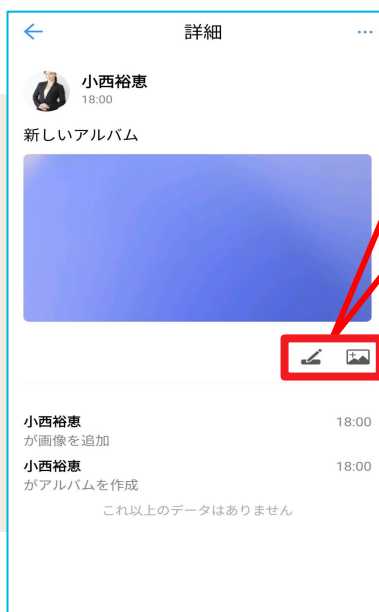 詳細
小西裕恵
18:00
新しいアルバム
小西裕恵 18:00
が画像を追加
小西裕恵 18:00
がアルバムを作成
これ以上のデータはありません